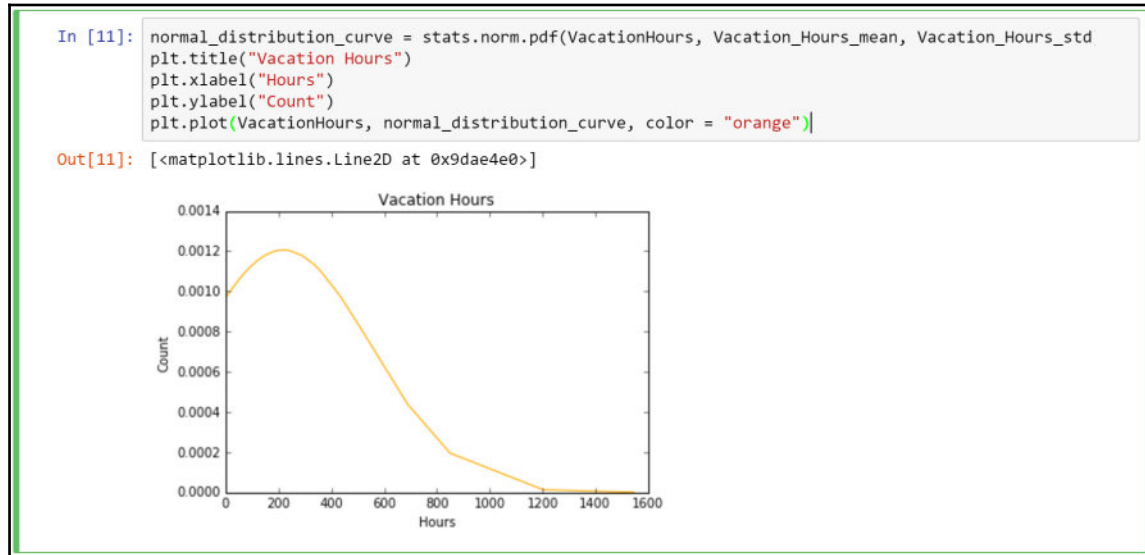 In [11]: normal_distribution_curve = stats.norm.pdf(VacationHours, Vacation_Hours_mean, Vacation_Hours_std
plt.title("Vacation Hours")
plt.xlabel("Hours")
plt.ylabel("Count")
plt.plot(VacationHours, normal_distribution_curve, color = "orange")
Out[11]: [<matplotlib.lines.Line2D at 0x9dae4e0>]
Vacation Hours
0.0014
0.0012
0.0010
0.0008
0.0006
0.0004
0.0002
0.0000
Count
0 200 400 600 800 1000 1200 1400 1600
Hours